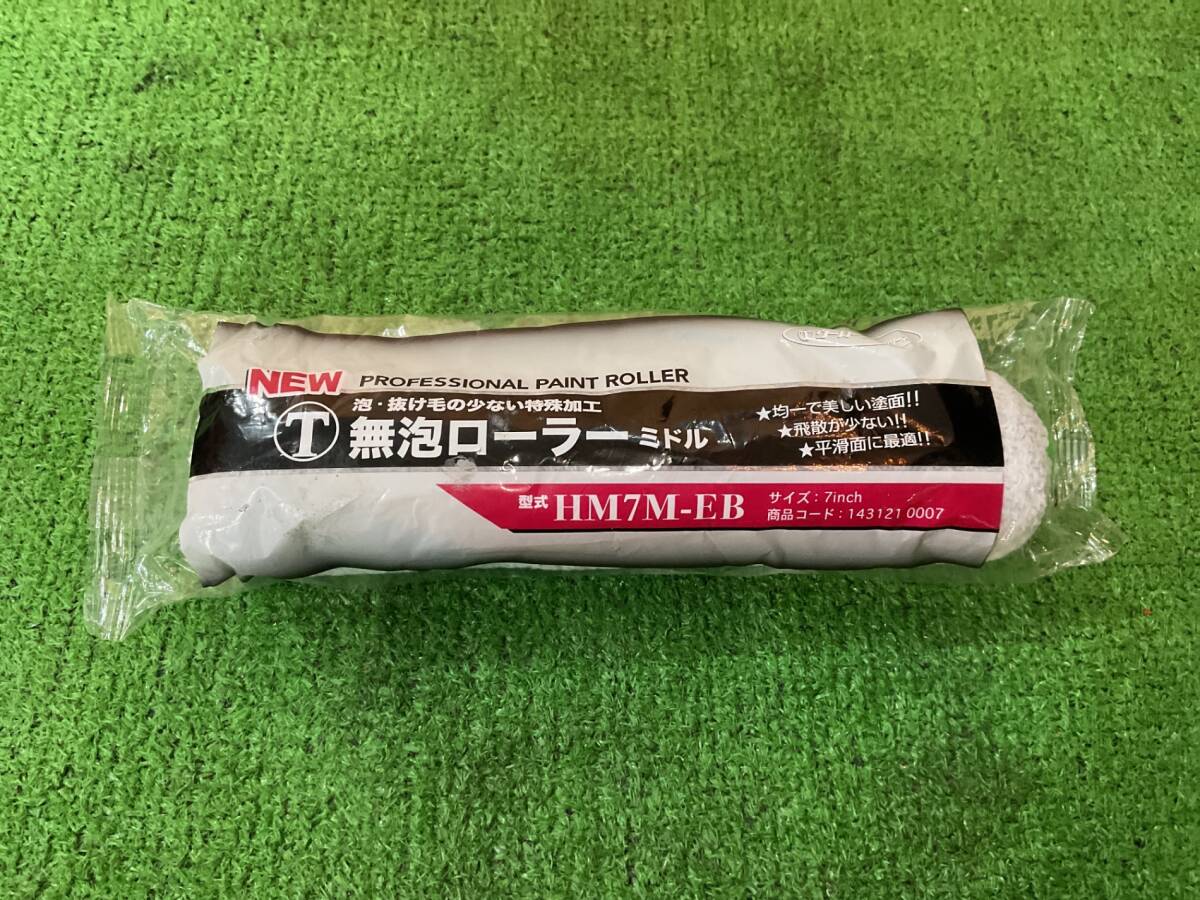 NEW PROFESSIONAL PAINT ROLLER
泡・抜け毛の少ない特殊加工
T 無泡ローラー ミドル
★均一で美しい塗面!!
★飛散が少ない!!
★平滑面に最適!!
型式 HM7M-EB
サイズ：7inch
商品コード：143121 0007